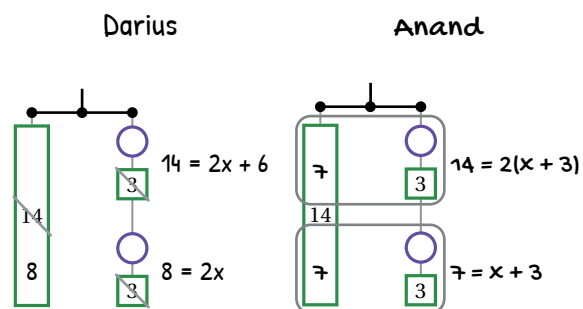 Darius
Anand
3
14 = 2x + 6
14
8
3
8 = 2x
7
3
14 = 2(x + 3)
14
7
3
7 = x + 3